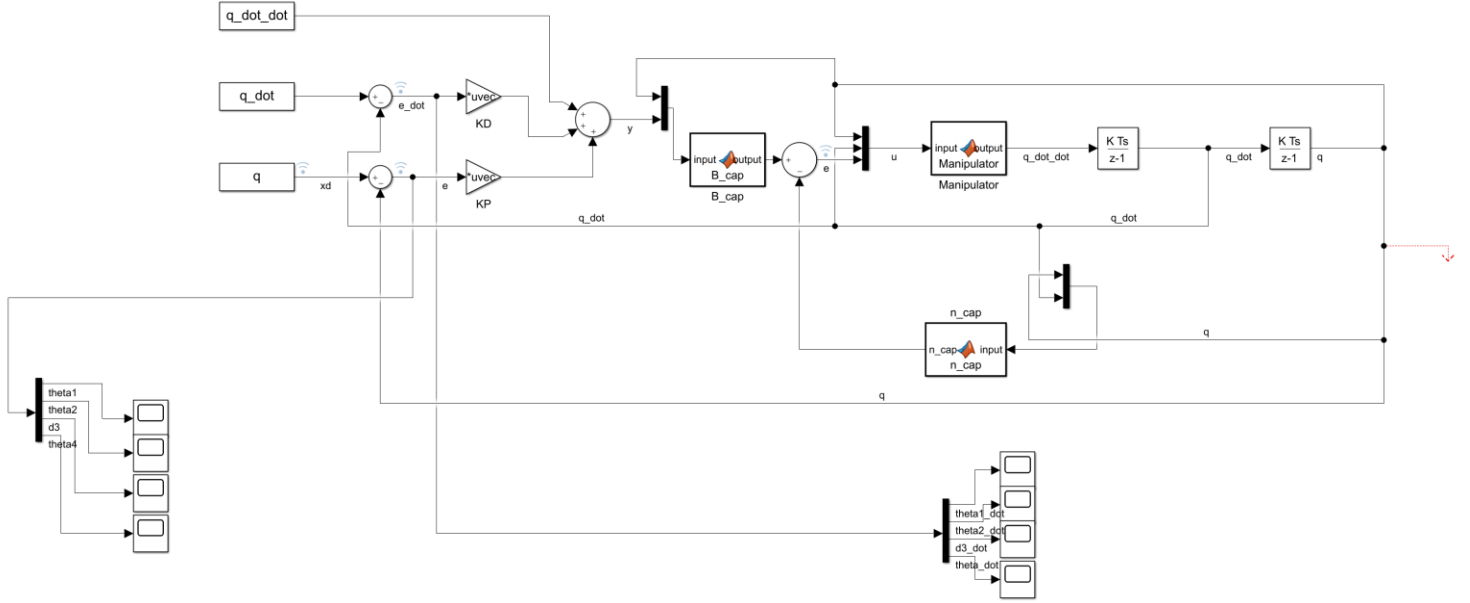 q_dot_dot
q_dot
+
−
e_dot
*uvec
KD
+
+
+
y
q
xd
+
−
e
*uvec
KP
input
output
B_cap
B_cap
+
−
e
u
input
output
Manipulator
Manipulator
q_dot_dot
K Ts
z-1
q_dot
K Ts
z-1
q
q_dot
q_dot
n_cap
n_cap
input
n_cap
q
q
theta1
theta2
d3
theta4
theta1_dot
theta2_dot
d3_dot
theta_dot